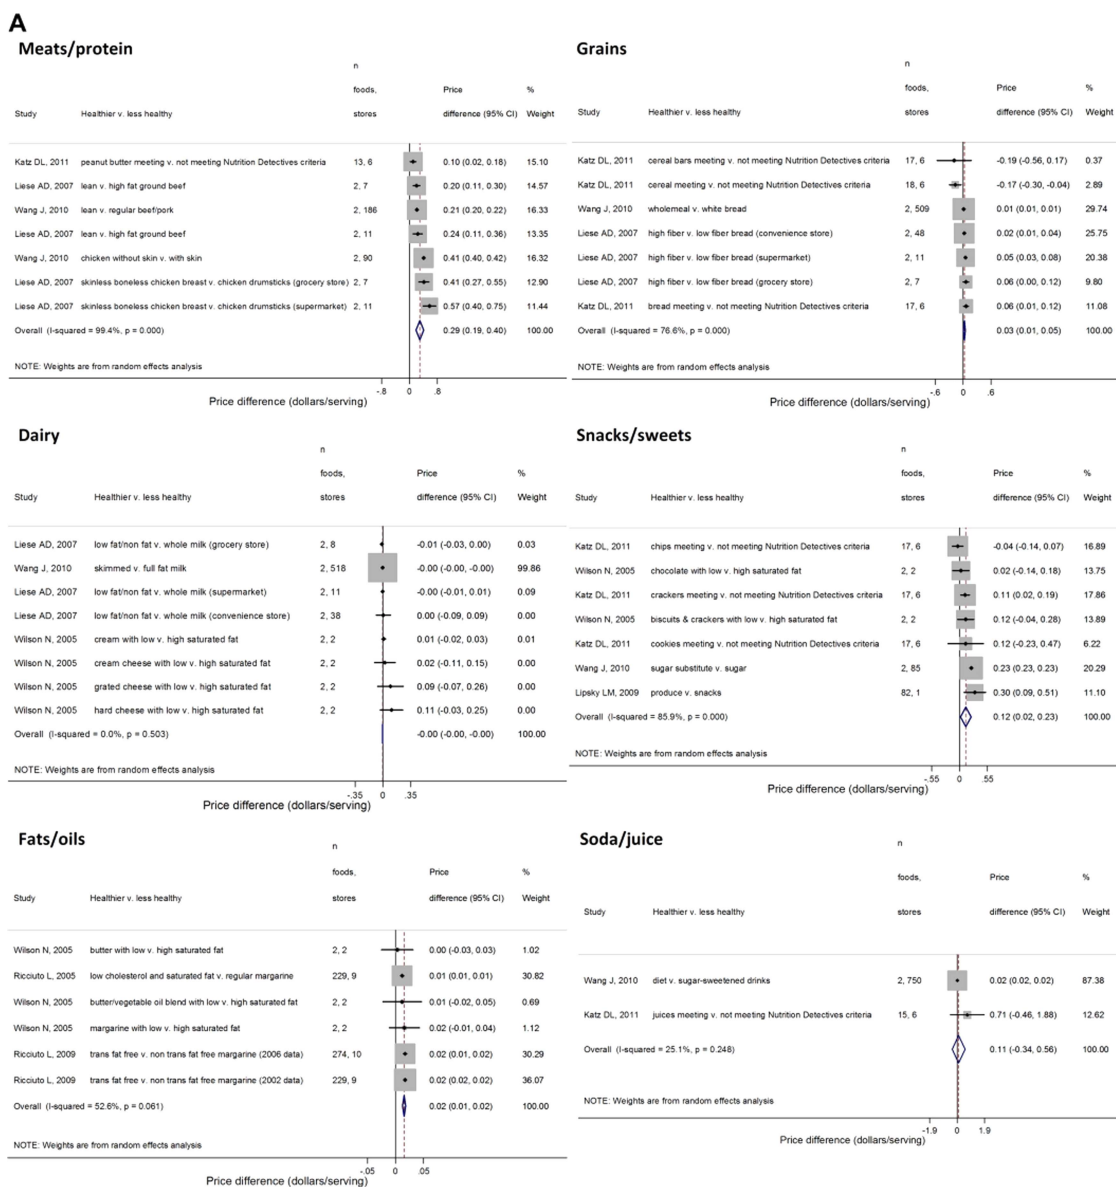 A
Meats/protein
n
foods, Price %
Study Healthier v. less healthy stores difference (95% CI) Weight
Katz DL, 2011 peanut butter meeting v. not meeting Nutrition Detectives criteria 13, 6 0.10 (0.02, 0.18) 15.10
Liese AD, 2007 lean v. high fat ground beef 2, 7 0.20 (0.11, 0.30) 14.57
Wang J, 2010 lean v. regular beef/pork 2, 186 0.21 (0.20, 0.22) 16.33
Liese AD, 2007 lean v. high fat ground beef 2, 11 0.24 (0.11, 0.36) 13.35
Wang J, 2010 chicken without skin v. with skin 2, 90 0.41 (0.40, 0.42) 16.32
Liese AD, 2007 skinless boneless chicken breast v. chicken drumsticks (grocery store) 2, 7 0.41 (0.27, 0.55) 12.90
Liese AD, 2007 skinless boneless chicken breast v. chicken drumsticks (supermarket) 2, 11 0.57 (0.40, 0.75) 11.44
Overall (I-squared = 99.4%, p = 0.000) 0.29 (0.19, 0.40) 100.00
NOTE: Weights are from random effects analysis
-.8 0 .8
Price difference (dollars/serving)
Grains
n
foods, Price %
Study Healthier v. less healthy stores difference (95% CI) Weight
Katz DL, 2011 cereal bars meeting v. not meeting Nutrition Detectives criteria 17, 6 -0.19 (-0.56, 0.17) 0.37
Katz DL, 2011 cereal meeting v. not meeting Nutrition Detectives criteria 18, 6 -0.17 (-0.30, -0.04) 2.89
Wang J, 2010 wholemeal v. white bread 2, 509 0.01 (0.01, 0.01) 29.74
Liese AD, 2007 high fiber v. low fiber bread (convenience store) 2, 48 0.02 (0.01, 0.04) 25.75
Liese AD, 2007 high fiber v. low fiber bread (supermarket) 2, 11 0.05 (0.03, 0.08) 20.38
Liese AD, 2007 high fiber v. low fiber bread (grocery store) 2, 7 0.06 (0.00, 0.12) 9.80
Katz DL, 2011 bread meeting v. not meeting Nutrition Detectives criteria 17, 6 0.06 (0.01, 0.12) 11.08
Overall (I-squared = 76.6%, p = 0.000) 0.03 (0.01, 0.05) 100.00
NOTE: Weights are from random effects analysis
-.6 0 .6
Price difference (dollars/serving)
Dairy
n
foods, Price %
Study Healthier v. less healthy stores difference (95% CI) Weight
Liese AD, 2007 low fat/non fat v. whole milk (grocery store) 2, 8 -0.01 (-0.03, 0.00) 0.03
Wang J, 2010 skimmed v. full fat milk 2, 518 -0.00 (-0.00, -0.00) 99.86
Liese AD, 2007 low fat/non fat v. whole milk (supermarket) 2, 11 -0.00 (-0.01, 0.01) 0.09
Liese AD, 2007 low fat/non fat v. whole milk (convenience store) 2, 38 0.00 (-0.09, 0.09) 0.00
Wilson N, 2005 cream with low v. high saturated fat 2, 2 0.01 (-0.02, 0.03) 0.01
Wilson N, 2005 cream cheese with low v. high saturated fat 2, 2 0.02 (-0.11, 0.15) 0.00
Wilson N, 2005 grated cheese with low v. high saturated fat 2, 2 0.09 (-0.07, 0.26) 0.00
Wilson N, 2005 hard cheese with low v. high saturated fat 2, 2 0.11 (-0.03, 0.25) 0.00
Overall (I-squared = 0.0%, p = 0.503) -0.00 (-0.00, -0.00) 100.00
NOTE: Weights are from random effects analysis
-.35 0 .35
Price difference (dollars/serving)
Snacks/sweets
n
foods, Price %
Study Healthier v. less healthy stores difference (95% CI) Weight
Katz DL, 2011 chips meeting v. not meeting Nutrition Detectives criteria 17, 6 -0.04 (-0.14, 0.07) 16.89
Wilson N, 2005 chocolate with low v. high saturated fat 2, 2 0.02 (-0.14, 0.18) 13.75
Katz DL, 2011 crackers meeting v. not meeting Nutrition Detectives criteria 17, 6 0.11 (0.02, 0.19) 17.86
Wilson N, 2005 biscuits & crackers with low v. high saturated fat 2, 2 0.12 (-0.04, 0.28) 13.89
Katz DL, 2011 cookies meeting v. not meeting Nutrition Detectives criteria 17, 6 0.12 (-0.23, 0.47) 6.22
Wang J, 2010 sugar substitute v. sugar 2, 85 0.23 (0.23, 0.23) 20.29
Lipsky LM, 2009 produce v. snacks 82, 1 0.30 (0.09, 0.51) 11.10
Overall (I-squared = 85.9%, p = 0.000) 0.12 (0.02, 0.23) 100.00
NOTE: Weights are from random effects analysis
-.55 0 .55
Price difference (dollars/serving)
Fats/oils
n
foods, Price %
Study Healthier v. less healthy stores difference (95% CI) Weight
Wilson N, 2005 butter with low v. high saturated fat 2, 2 0.00 (-0.03, 0.03) 1.02
Ricciuto L, 2005 low cholesterol and saturated fat v. regular margarine 229, 9 0.01 (0.01, 0.01) 30.82
Wilson N, 2005 butter/vegetable oil blend with low v. high saturated fat 2, 2 0.01 (-0.02, 0.05) 0.69
Wilson N, 2005 margarine with low v. high saturated fat 2, 2 0.02 (-0.01, 0.04) 1.12
Ricciuto L, 2009 trans fat free v. non trans fat free margarine (2006 data) 274, 10 0.02 (0.01, 0.02) 30.29
Ricciuto L, 2009 trans fat free v. non trans fat free margarine (2002 data) 229, 9 0.02 (0.02, 0.02) 36.07
Overall (I-squared = 52.6%, p = 0.061) 0.02 (0.01, 0.02) 100.00
NOTE: Weights are from random effects analysis
-.05 0 .05
Price difference (dollars/serving)
Soda/juice
n
foods, Price %
Study Healthier v. less healthy stores difference (95% CI) Weight
Wang J, 2010 diet v. sugar-sweetened drinks 2, 750 0.02 (0.02, 0.02) 87.38
Katz DL, 2011 juices meeting v. not meeting Nutrition Detectives criteria 15, 6 0.71 (-0.46, 1.88) 12.62
Overall (I-squared = 25.1%, p = 0.248) 0.11 (-0.34, 0.56) 100.00
NOTE: Weights are from random effects analysis
-1.9 0 1.9
Price difference (dollars/serving)